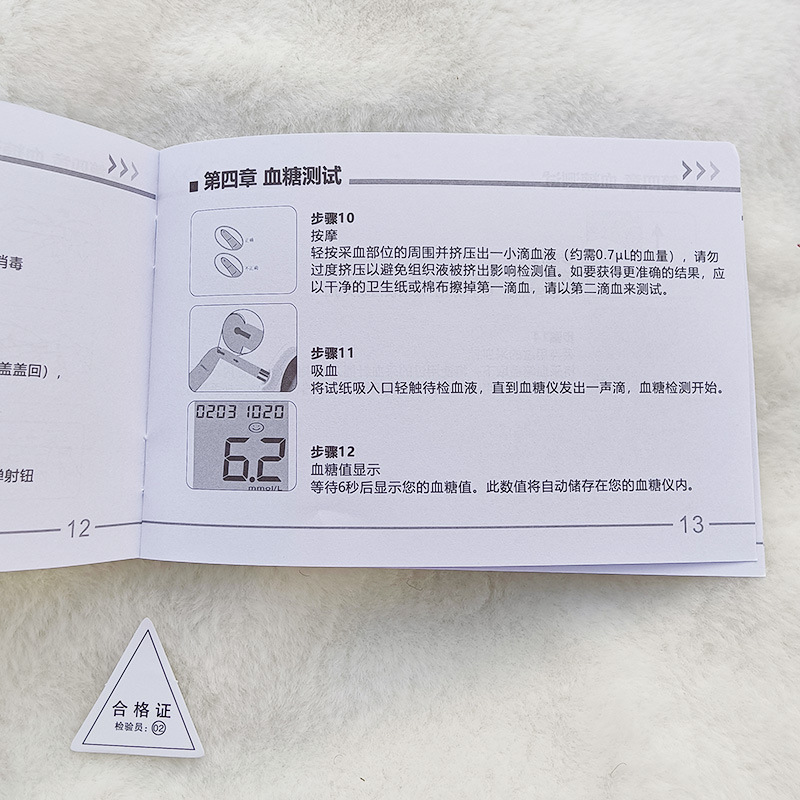 消毒
盖盖回），
弹射钮
12
第四章 血糖测试
正确
不正确
步骤10
按摩
轻按采血部位的周围并挤压出一小滴血液（约需0.7μL的血量），请勿
过度挤压以避免组织液被挤出影响检测值。如要获得更准确的结果，应
以干净的卫生纸或棉布擦掉第一滴血，请以第二滴血来测试。
步骤11
吸血
将试纸吸入口轻触待检血液，直到血糖仪发出一声滴，血糖检测开始。
0203 1020
6.2
mmol/L
步骤12
血糖值显示
等待6秒后显示您的血糖值。此数值将自动储存在您的血糖仪内。
13
合格证
检验员：02